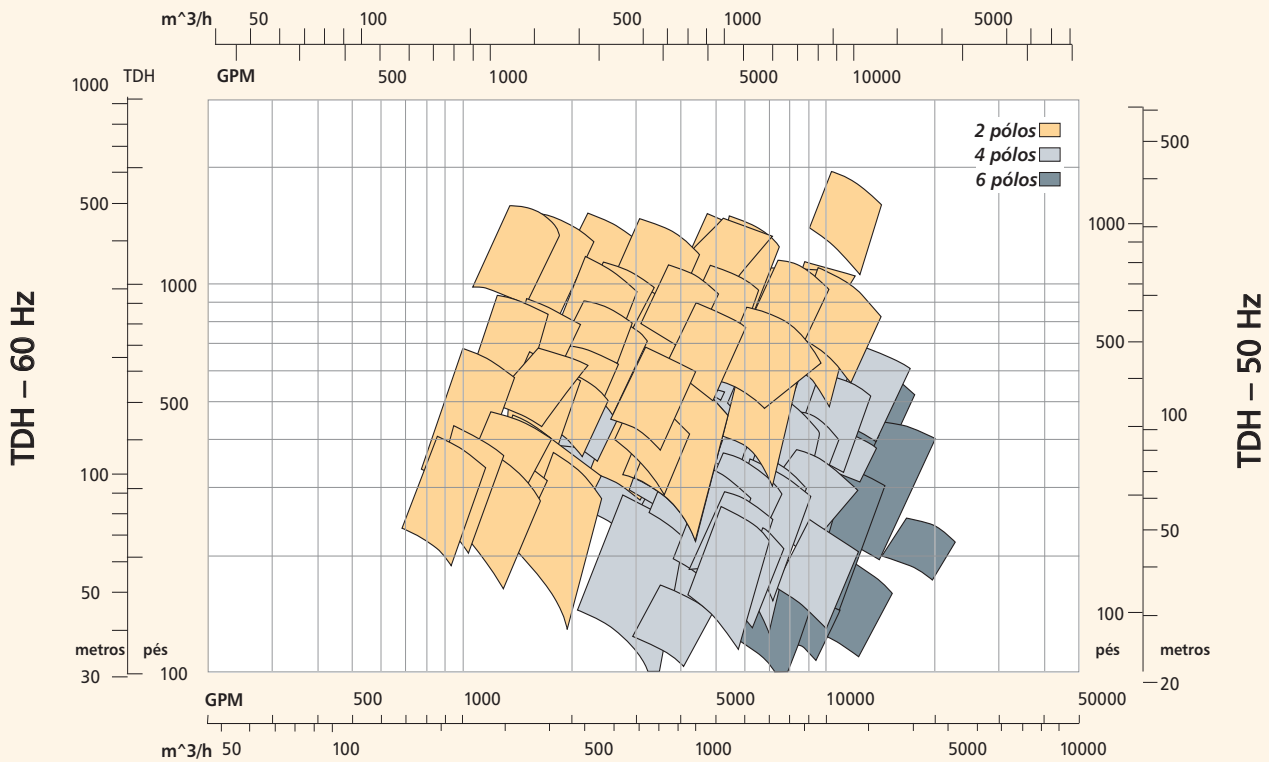 m^3/h 50 100 500 1000 5000
GPM 500 1000 5000 10000
TDH
1000
500
1000
500
100
50
metros pés
30
100
TDH – 60 Hz
2 pólos
4 pólos
6 pólos
500
1000
500
100
50
100
pés metros
20
TDH – 50 Hz
GPM 500 1000 5000 10000 50000
m^3/h 50 100 500 1000 5000 10000